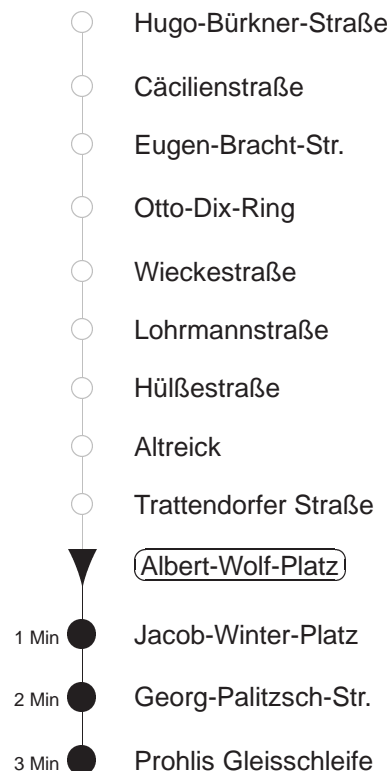 Hugo-Bürkner-Straße
Cäcilienstraße
Eugen-Bracht-Str.
Otto-Dix-Ring
Wieckestraße
Lohrmannstraße
Hülßestraße
Altreick
Trattendorfer Straße
Albert-Wolf-Platz
1 Min Jacob-Winter-Platz
2 Min Georg-Palitzsch-Str.
3 Min Prohlis Gleisschleife